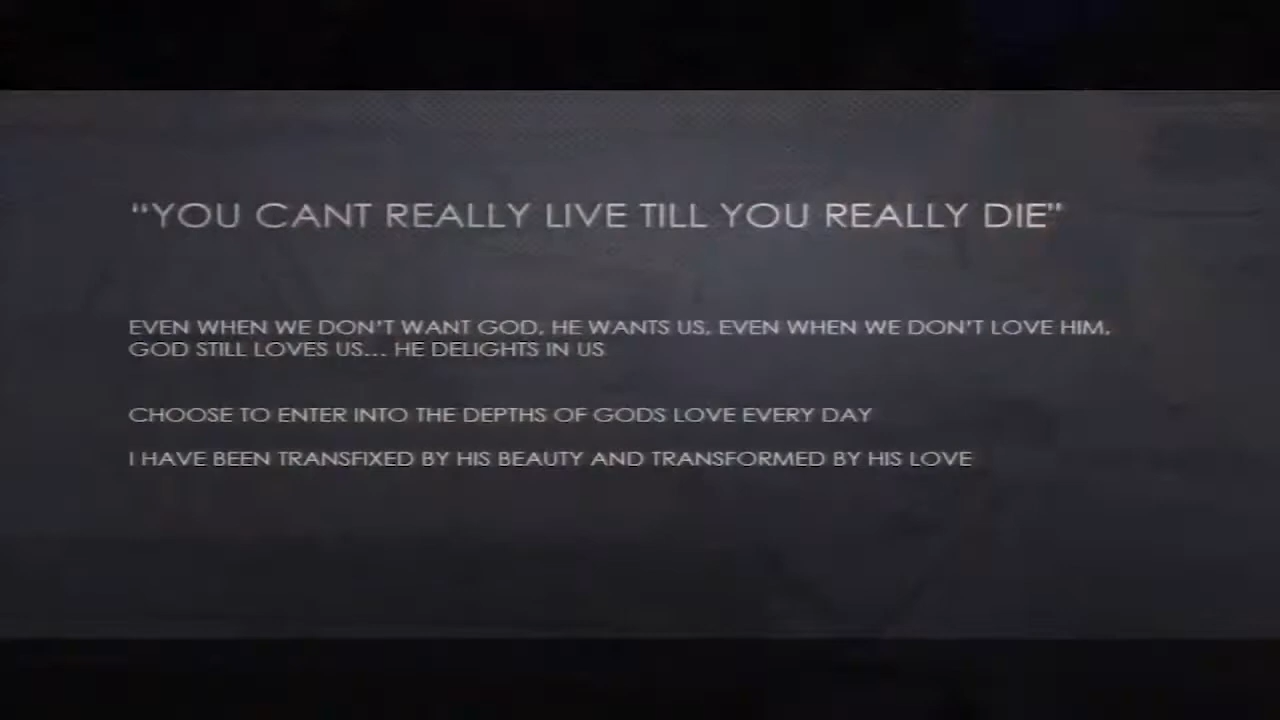 “YOU CANT REALLY LIVE TILL YOU REALLY DIE”
EVEN WHEN WE DON’T WANT GOD, HE WANTS US, EVEN WHEN WE DON’T LOVE HIM,
GOD STILL LOVES US… HE DELIGHTS IN US
CHOOSE TO ENTER INTO THE DEPTHS OF GODS LOVE EVERY DAY
I HAVE BEEN TRANSFIXED BY HIS BEAUTY AND TRANSFORMED BY HIS LOVE